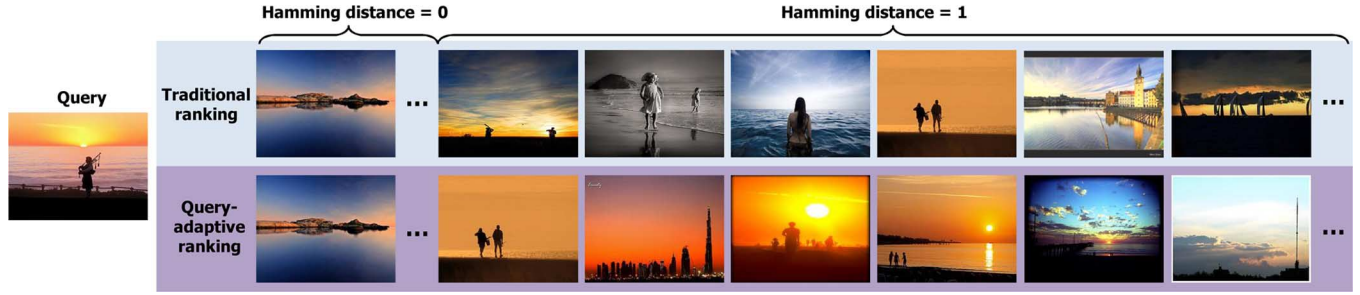 Hamming distance = 0
Hamming distance = 1
Query
Traditional
ranking
...
...
Query-
adaptive
ranking
...
...